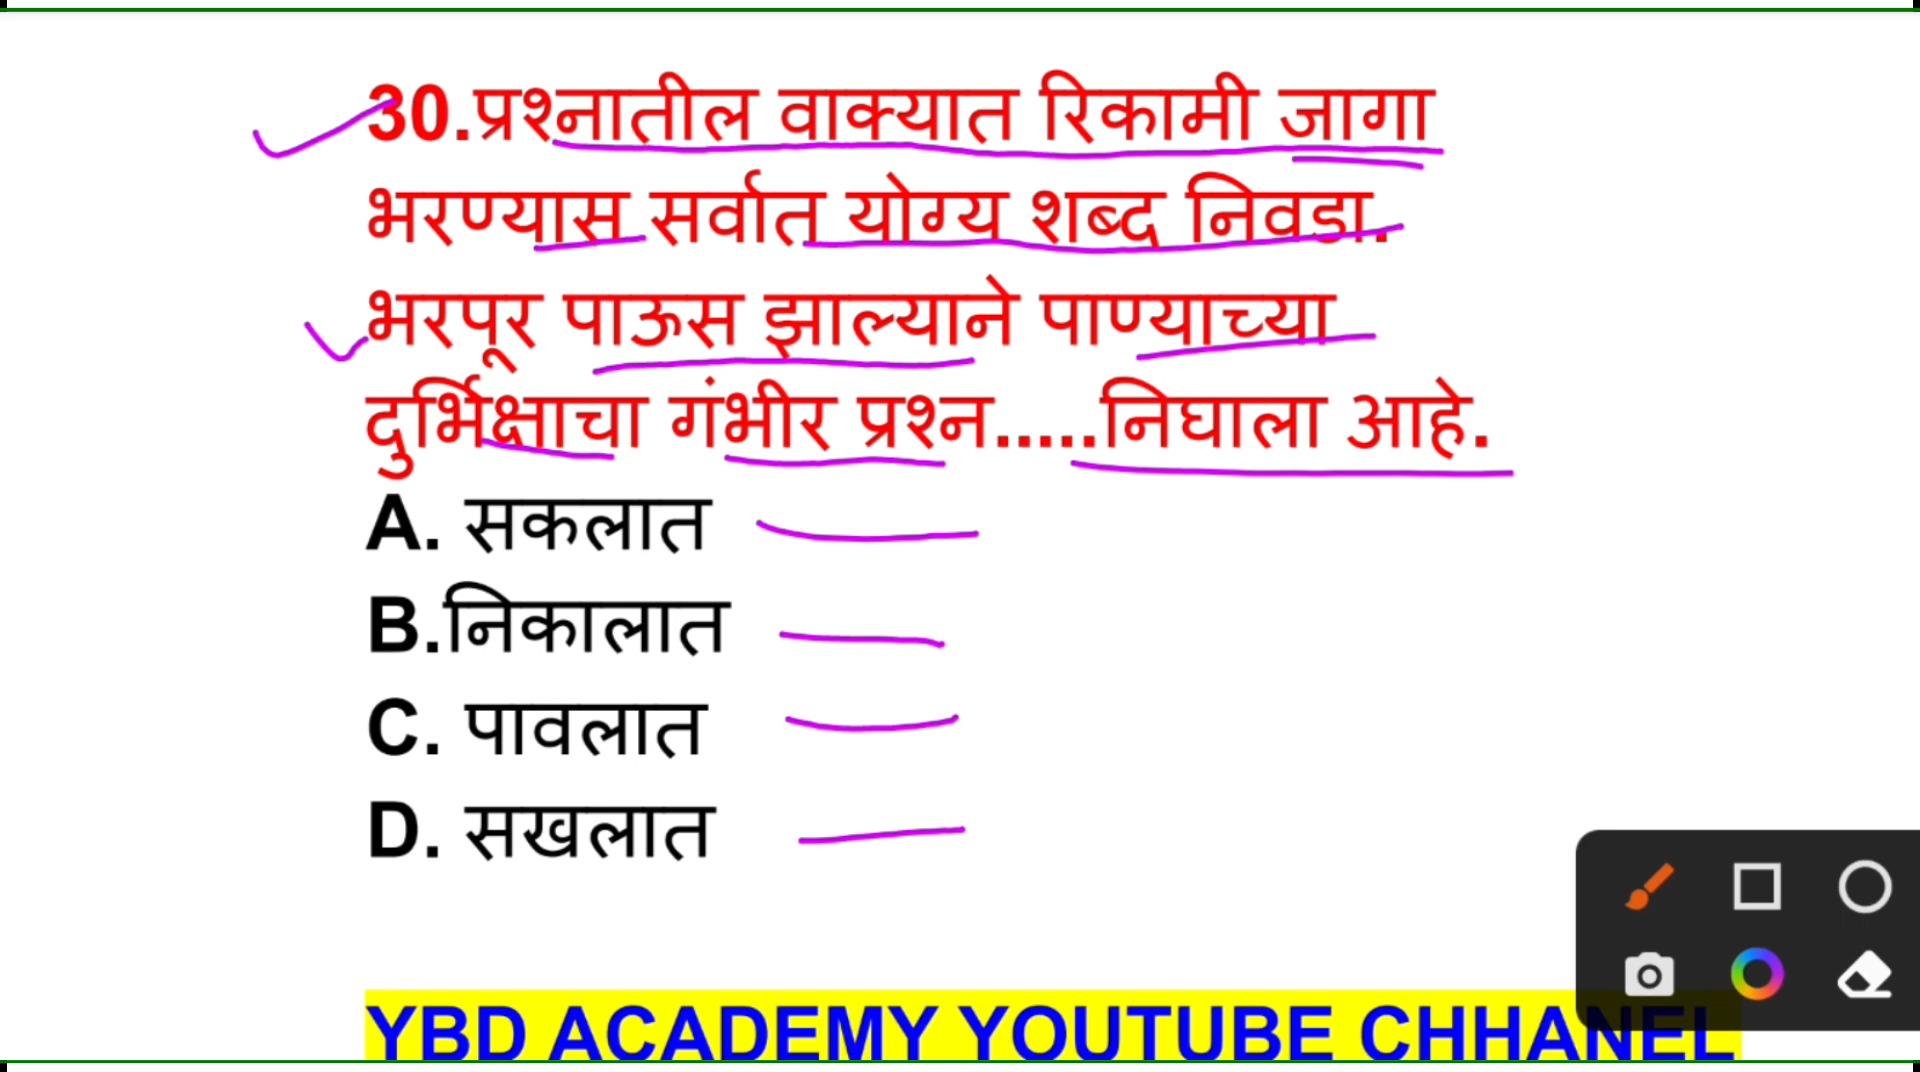 30.प्रश्नातील वाक्यात रिकामी जागा
भरण्यास सर्वात योग्य शब्द निवडा.
भरपूर पाऊस झाल्याने पाण्याच्या
दुर्भिक्षाचा गंभीर प्रश्न.....निघाला आहे.
A. सकलात
B.निकालात
C. पावलात
D. सखलात
YBD ACADEMY YOUTUBE CHHANEL